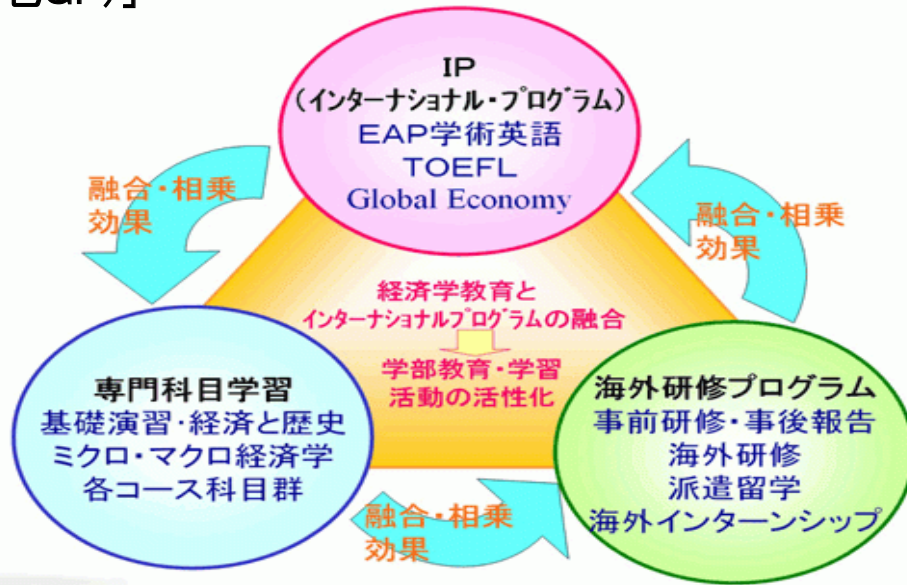 IP
(インターナショナル・プログラム)
EAP学術英語
TOEFL
Global Economy
融合・相乗
効果
融合・相乗
効果
経済学教育と
インターナショナルプログラムの融合
学部教育・学習
活動の活性化
専門科目学習
基礎演習・経済と歴史
ミクロ・マクロ経済学
各コース科目群
海外研修プログラム
事前研修・事後報告
海外研修
派遣留学
海外インターンシップ
融合・相乗
効果